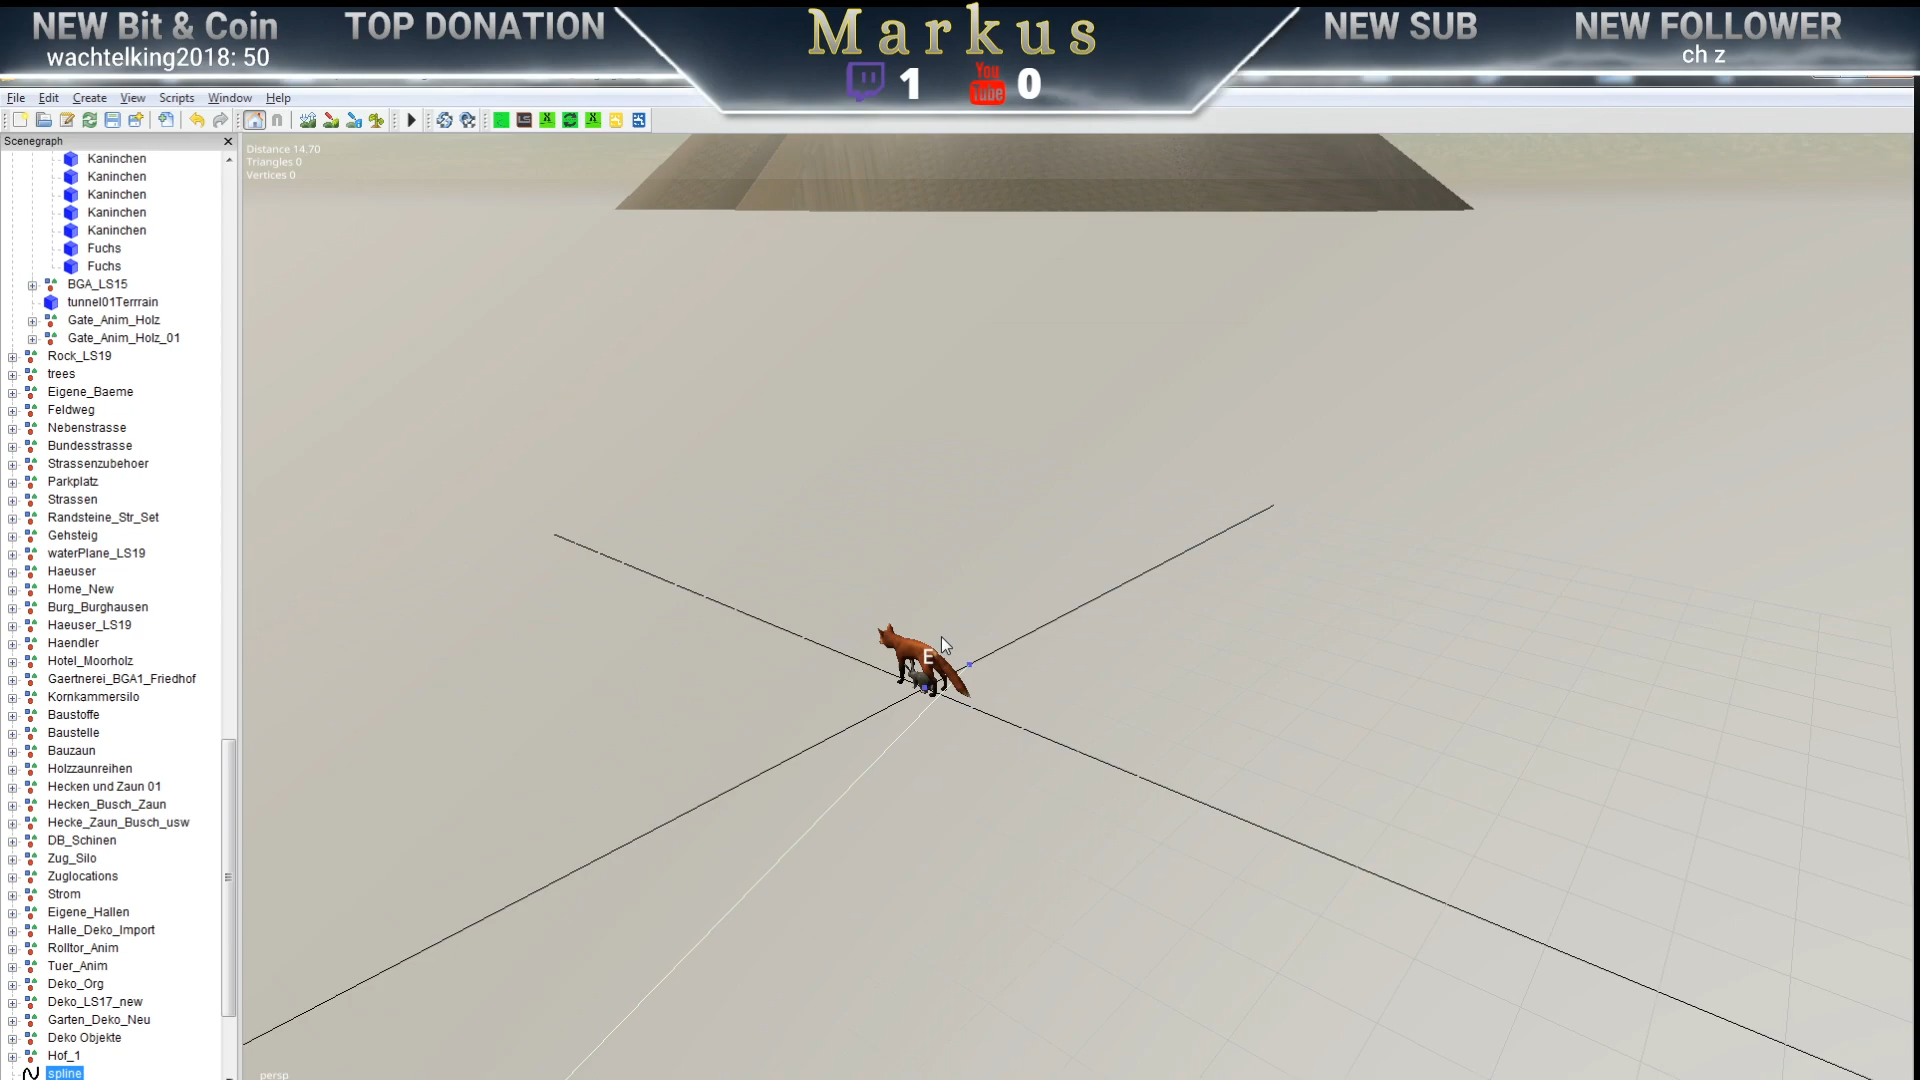 NEW Bit & Coin
wachtelking2018: 50
TOP DONATION
Markus
1
You
Tube
0
NEW SUB
NEW FOLLOWER
ch z
File Edit Create View Scripts Window Help
Scenegraph
Distance 14.70
Triangles 0
Vertices 0
Kaninchen
Kaninchen
Kaninchen
Kaninchen
Kaninchen
Fuchs
Fuchs
BGA_LS15
tunnel01Terrrain
Gate_Anim_Holz
Gate_Anim_Holz_01
Rock_LS19
trees
Eigene_Baeme
Feldweg
Nebenstrasse
Bundesstrasse
Strassenzubehoer
Parkplatz
Strassen
Randsteine_Str_Set
Gehsteig
waterPlane_LS19
Haeuser
Home_New
Burg_Burghausen
Haeuser_LS19
Haendler
Hotel_Moorholz
Gaertnerei_BGA1_Friedhof
Kornkammersilo
Baustoffe
Baustelle
Bauzaun
Holzzaunreihen
Hecken und Zaun 01
Hecken_Busch_Zaun
Hecke_Zaun_Busch_usw
DB_Schinen
Zug_Silo
Zuglocations
Strom
Eigene_Hallen
Halle_Deko_Import
Rolltor_Anim
Tuer_Anim
Deko_Org
Deko_LS17_new
Garten_Deko_Neu
Deko Objekte
Hof_1
spline
E
persp